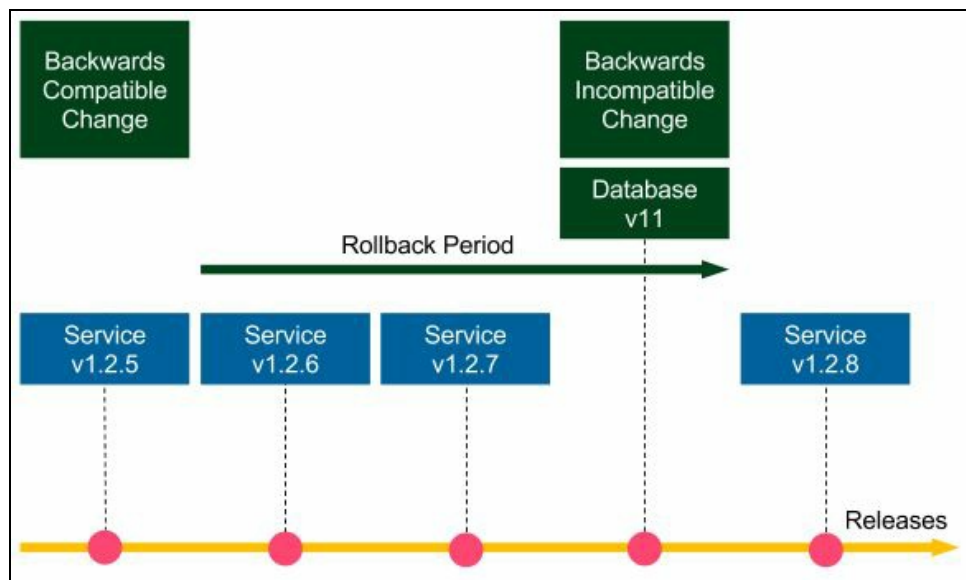 Backwards
Compatible
Change
Backwards
Incompatible
Change
Database
v11
Rollback Period
Service
v1.2.5
Service
v1.2.6
Service
v1.2.7
Service
v1.2.8
Releases